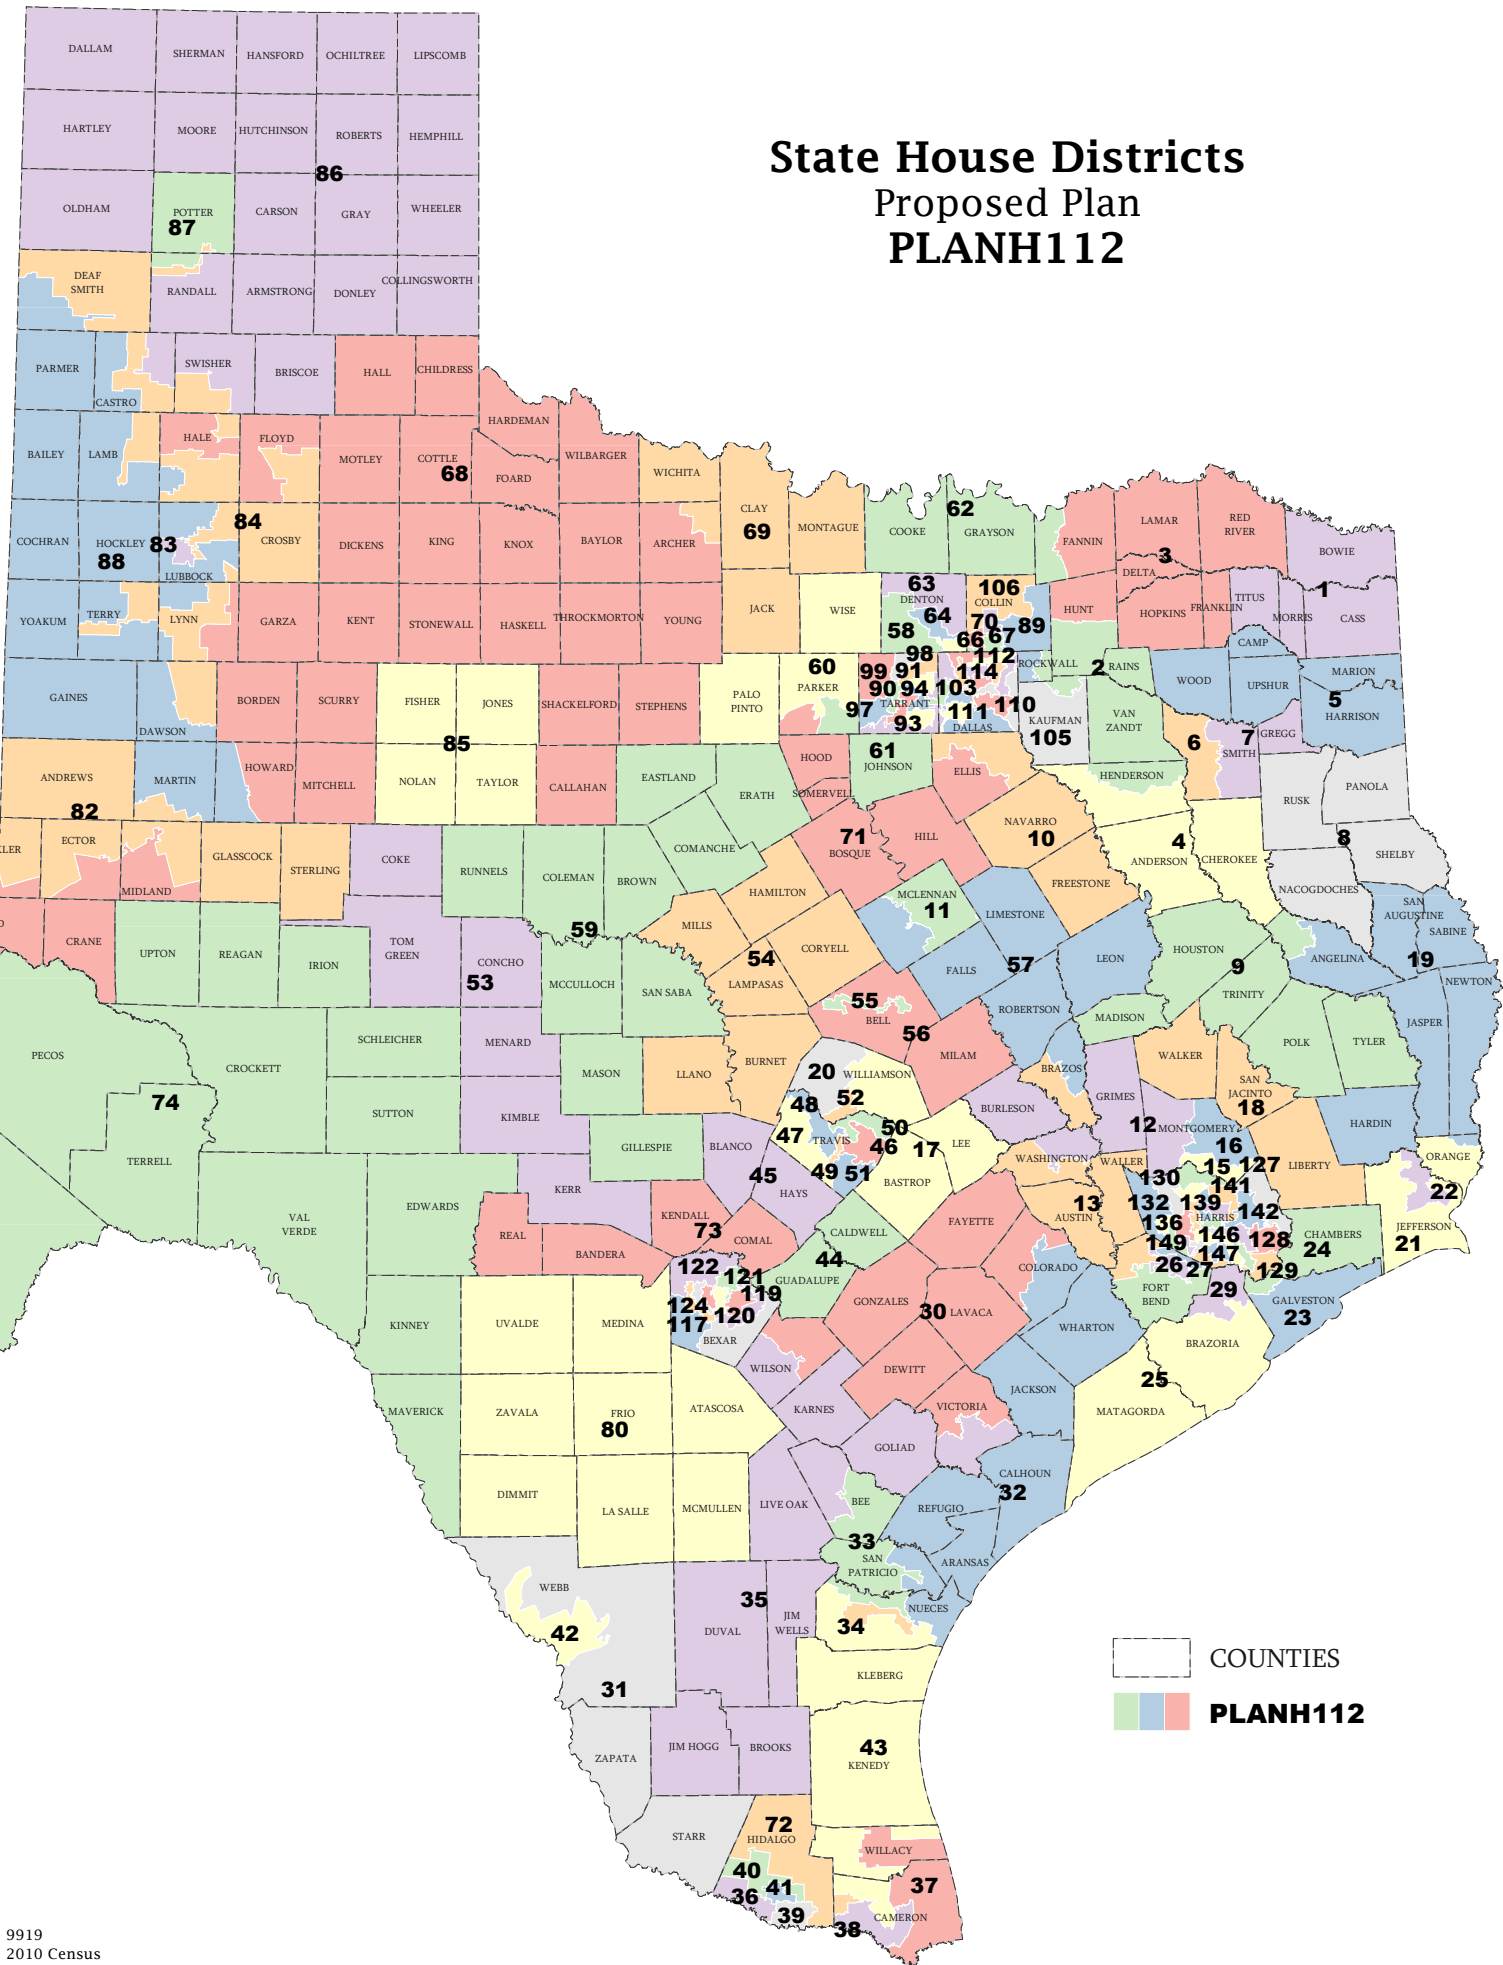 State House Districts
Proposed Plan
PLANH112
DALLAM
SHERMAN
HANSFORD
OCHILTREE
LIPSCOMB
HARTLEY
MOORE
HUTCHINSON
ROBERTS
HEMPHILL
86
OLDHAM
POTTER
87
CARSON
GRAY
WHEELER
DEAF
SMITH
RANDALL
ARMSTRONG
DONLEY
COLLINGSWORTH
PARMER
CASTRO
SWISHER
BRISCOE
HALL
CHILDRESS
HARDEMAN
BAILEY
LAMB
HALE
FLOYD
MOTLEY
COTTLE
68
FOARD
WILBARGER
WICHITA
CLAY
69
MONTAGUE
COOKE
62
GRAYSON
FANNIN
LAMAR
RED
RIVER
3
BOWIE
COCHRAN
HOCKLEY
88
83
84
LUBBOCK
CROSBY
DICKENS
KING
KNOX
BAYLOR
ARCHER
DELTA
1
YOAKUM
TERRY
LYNN
GARZA
KENT
STONEWALL
HASKELL
THROCKMORTON
YOUNG
JACK
WISE
63
DENTON
64
58
106
COLLIN
70
66
67
89
HUNT
HOPKINS
FRANKLIN
TITUS
MORRIS
CASS
CAMP
GAINES
DAWSON
BORDEN
SCURRY
FISHER
JONES
SHACKELFORD
STEPHENS
PALO
PINTO
60
PARKER
98
99
91
90
94
TARRANT
97
93
112
114
103
110
111
DALLAS
ROCKWALL
2
RAINS
WOOD
UPSHUR
MARION
5
HARRISON
KAUFMAN
105
VAN
ZANDT
6
7
SMITH
GREGG
85
ANDREWS
82
MARTIN
HOWARD
MITCHELL
NOLAN
TAYLOR
CALLAHAN
EASTLAND
ERATH
HOOD
SOMERVELL
61
JOHNSON
ELLIS
HENDERSON
RUSK
PANOLA
KLER
ECTOR
MIDLAND
GLASSCOCK
STERLING
COKE
RUNNELS
COLEMAN
BROWN
COMANCHE
71
BOSQUE
HILL
NAVARRO
10
4
ANDERSON
CHEROKEE
8
SHELBY
NACOGDOCHES
HAMILTON
MCLENNAN
11
LIMESTONE
FREESTONE
CRANE
UPTON
REAGAN
IRION
TOM
GREEN
CONCHO
53
59
MCCULLOCH
SAN SABA
MILLS
54
LAMPASAS
CORYELL
FALLS
57
LEON
HOUSTON
9
TRINITY
ANGELINA
SAN
AUGUSTINE
SABINE
19
NEWTON
PECOS
CROCKETT
SCHLEICHER
MENARD
MASON
LLANO
BURNET
55
BELL
56
MILAM
ROBERTSON
MADISON
WALKER
POLK
TYLER
JASPER
74
TERRELL
SUTTON
KIMBLE
GILLESPIE
BLANCO
20
WILLIAMSON
52
48
47
TRAVIS
50
46
49
51
17
LEE
BASTROP
BURLESON
BRAZOS
GRIMES
12
SAN
JACINTO
18
MONTGOMERY
16
HARDIN
LIBERTY
ORANGE
22
JEFFERSON
21
VAL
VERDE
EDWARDS
REAL
KERR
BANDERA
KENDALL
73
45
HAYS
COMAL
CALDWELL
44
GUADALUPE
FAYETTE
WASHINGTON
WALLER
13
AUSTIN
130
15
127
141
132
139
HARRIS
142
136
146
149
147
128
26
27
129
29
FORT
BEND
CHAMBERS
24
GALVESTON
23
KINNEY
UVALDE
MEDINA
122
121
119
124
120
117
BEXAR
GONZALES
30
LAVACA
COLORADO
WHARTON
BRAZORIA
25
MATAGORDA
MAVERICK
ZAVALA
FRIO
80
ATASCOSA
WILSON
KARNES
DEWITT
VICTORIA
JACKSON
GOLIAD
DIMMIT
LA SALLE
MCMULLEN
LIVE OAK
BEE
33
REFUGIO
CALHOUN
32
ARANSAS
SAN
PATRICIO
NUECES
WEBB
42
31
35
DUVAL
JIM
WELLS
34
KLEBERG
ZAPATA
JIM HOGG
BROOKS
43
KENEDY
STARR
72
HIDALGO
40
41
36
39
WILLACY
37
CAMERON
38
COUNTIES
PLANH112
9919
2010 Census